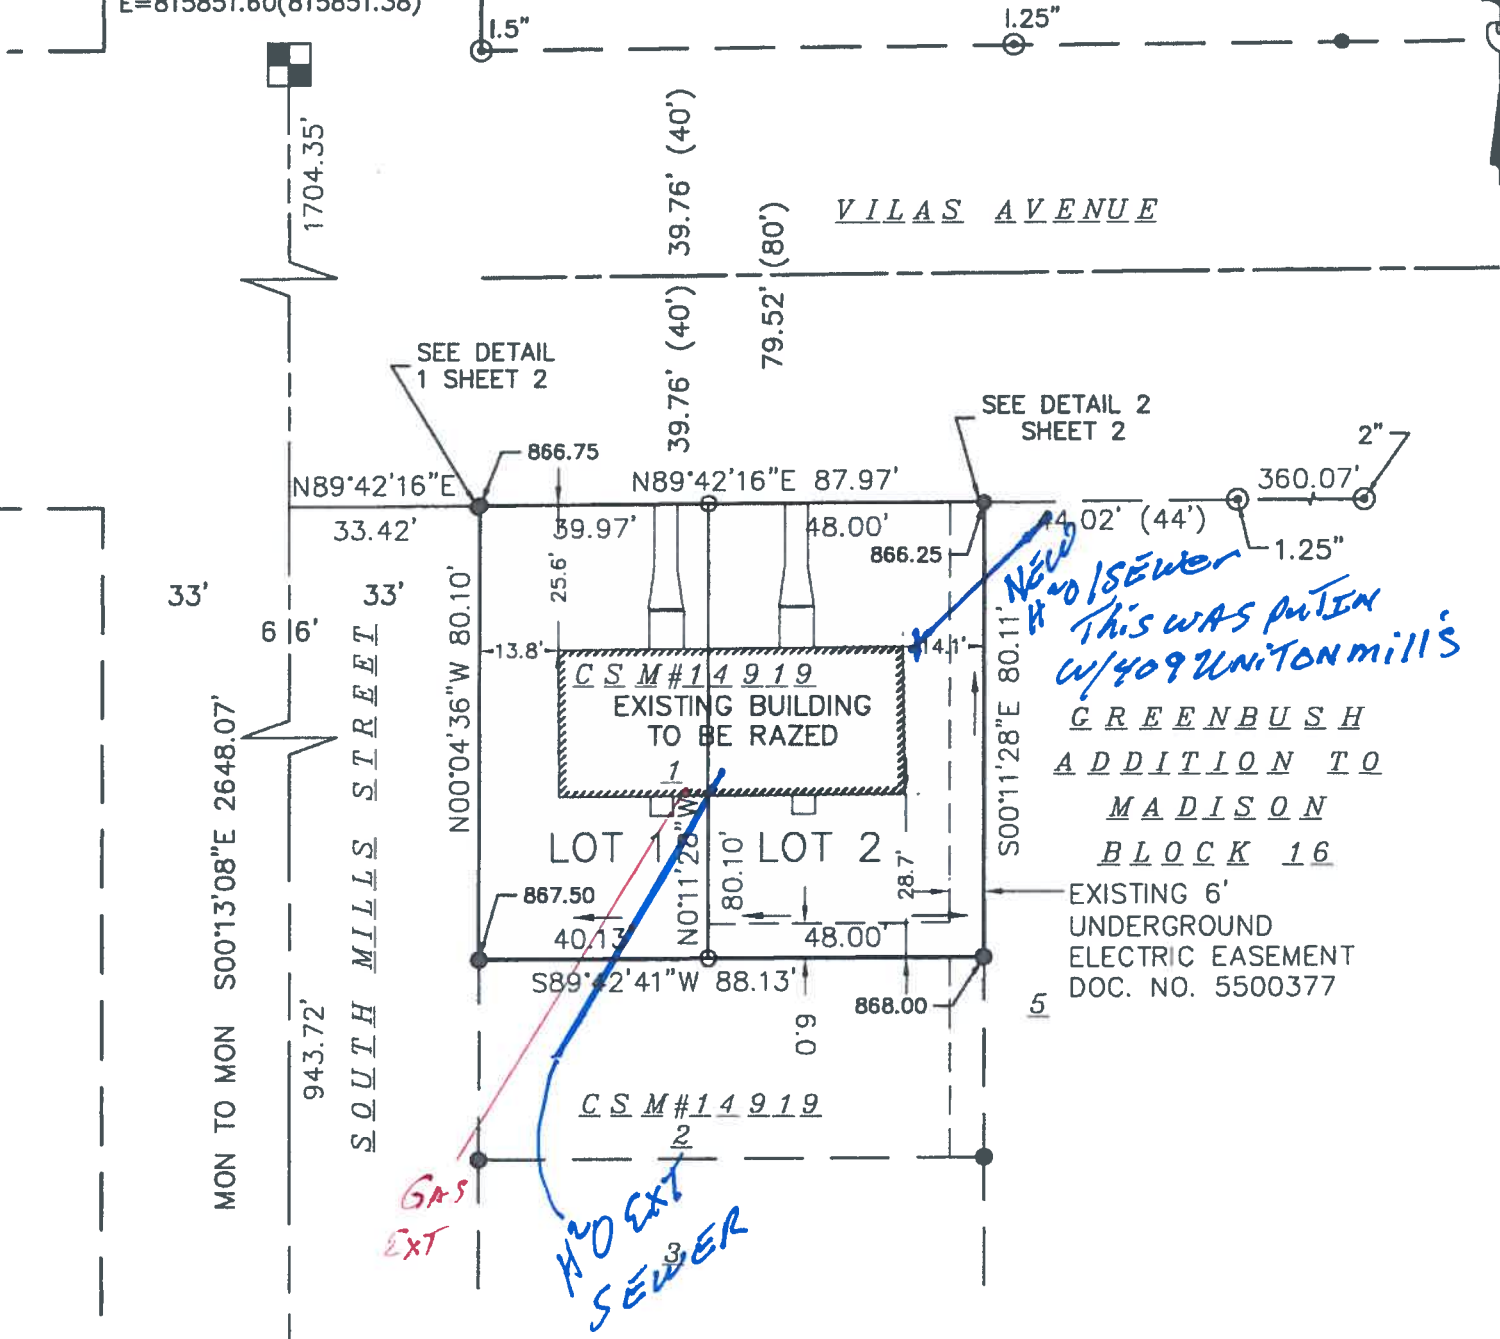 E=815851.60(815851.38)
1.5"
1.25"
1704.35'
39.76' (40')
39.76' (40')
79.52' (80')
VILAS AVENUE
SEE DETAIL
1 SHEET 2
SEE DETAIL 2
SHEET 2
866.75
2"
N89°42'16"E
N89°42'16"E 87.97'
360.07'
33.42'
39.97'
48.00'
44.02' (44')
866.25
1.25"
25.6'
33'
33'
66'
NEW
H2O/SEWER
THIS WAS PUT IN
W/409 UNIT ON MILL'S
13.8'
14.1'
CSM#14919
EXISTING BUILDING
TO BE RAZED
1
N00°04'36"W 80.10'
S00°11'28"E 80.11'
SOUTH MILLS STREET
MON TO MON S00°13'08"E 2648.07'
GREENBUSH
ADDITION TO
MADISON
BLOCK 16
LOT 1
LOT 2
N0°11'28"W
80.10'
28.7'
867.50
EXISTING 6'
UNDERGROUND
ELECTRIC EASEMENT
DOC. NO. 5500377
40.13'
48.00'
S89°42'41"W 88.13'
868.00
5
6.0
943.72'
CSM#14919
2
GAS
EXT
H2O EXT
SEWER
3